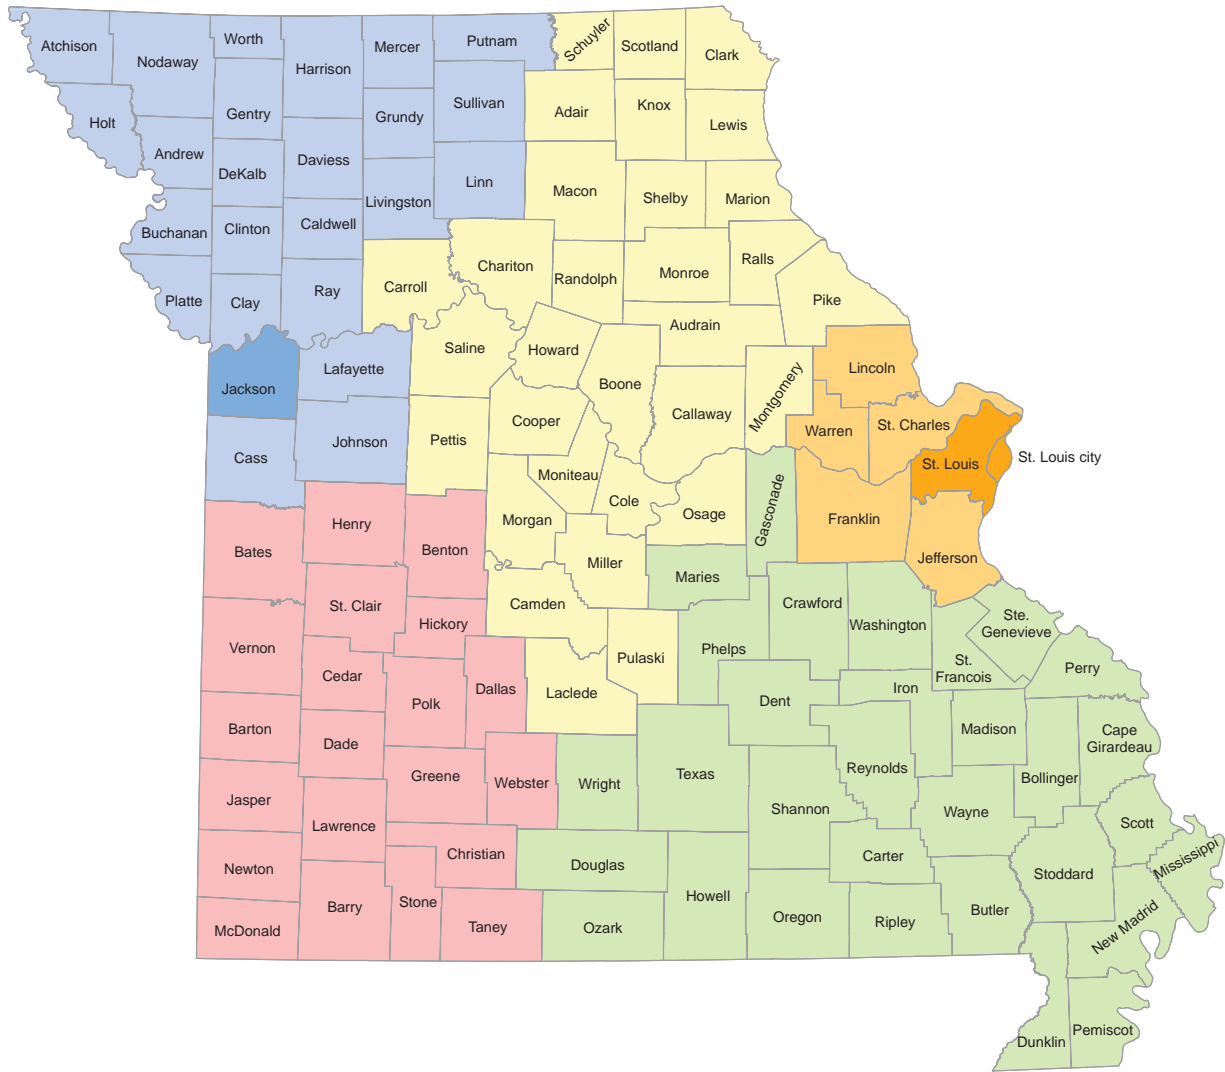 Atchison
Nodaway
Worth
Harrison
Mercer
Putnam
Schuyler
Scotland
Clark
Holt
Gentry
Grundy
Sullivan
Adair
Knox
Lewis
Andrew
DeKalb
Daviess
Livingston
Linn
Macon
Shelby
Marion
Buchanan
Clinton
Caldwell
Chariton
Randolph
Monroe
Ralls
Platte
Clay
Ray
Carroll
Pike
Audrain
Jackson
Lafayette
Saline
Howard
Boone
Callaway
Montgomery
Lincoln
Cass
Johnson
Pettis
Cooper
Moniteau
Cole
Osage
Gasconade
Warren
St. Charles
St. Louis
St. Louis city
Franklin
Jefferson
Bates
Henry
Benton
Morgan
Miller
Maries
Vernon
St. Clair
Hickory
Camden
Pulaski
Phelps
Crawford
Washington
Ste.
Genevieve
St.
Francois
Perry
Cedar
Polk
Dallas
Laclede
Dent
Iron
Madison
Cape
Girardeau
Barton
Dade
Greene
Webster
Wright
Texas
Shannon
Reynolds
Wayne
Bollinger
Scott
Mississippi
Jasper
Lawrence
Christian
Douglas
Howell
Carter
Stoddard
Newton
McDonald
Barry
Stone
Taney
Ozark
Oregon
Ripley
Butler
New Madrid
Dunklin
Pemiscot